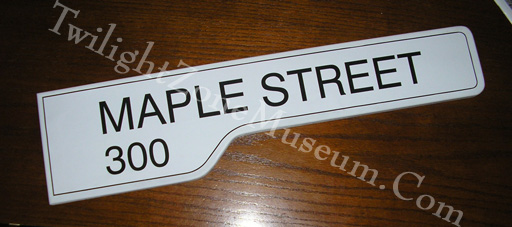 MAPLE STREET
300
TwilightZoneMuseum.Com